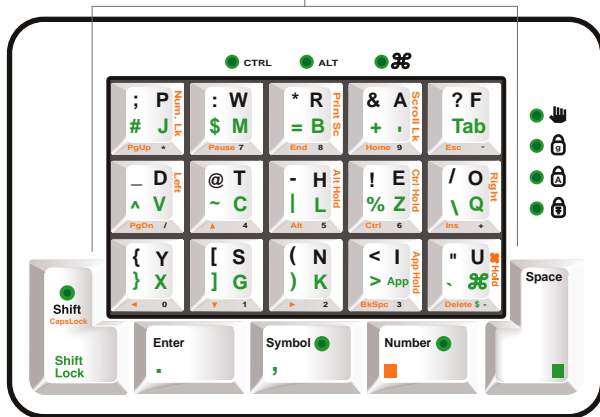 CTRL ALT ⌘
; P Num. Lk
# J
PgUp *
: W
$ M
Pause 7
* R Print Sc
= B
End 8
& A Scroll Lk
+ '
Home 9
? F
Tab
Esc -
_ D Left
^ V
PgDn /
@ T
~ C
▲ 4
- H Alt Hold
| L
Alt 5
! E Ctrl Hold
% Z
Ctrl 6
/ O Right
\ Q
Ins +
{ Y
} X
◄ 0
[ S
] G
▼ 1
( N
) K
► 2
< I App Hold
> App
BkSpc 3
" U ⌘ Hold
` ⌘
Delete $ -
g
A
Shift
CapsLock
Shift
Lock
Enter
.
Symbol
,
Number
Space